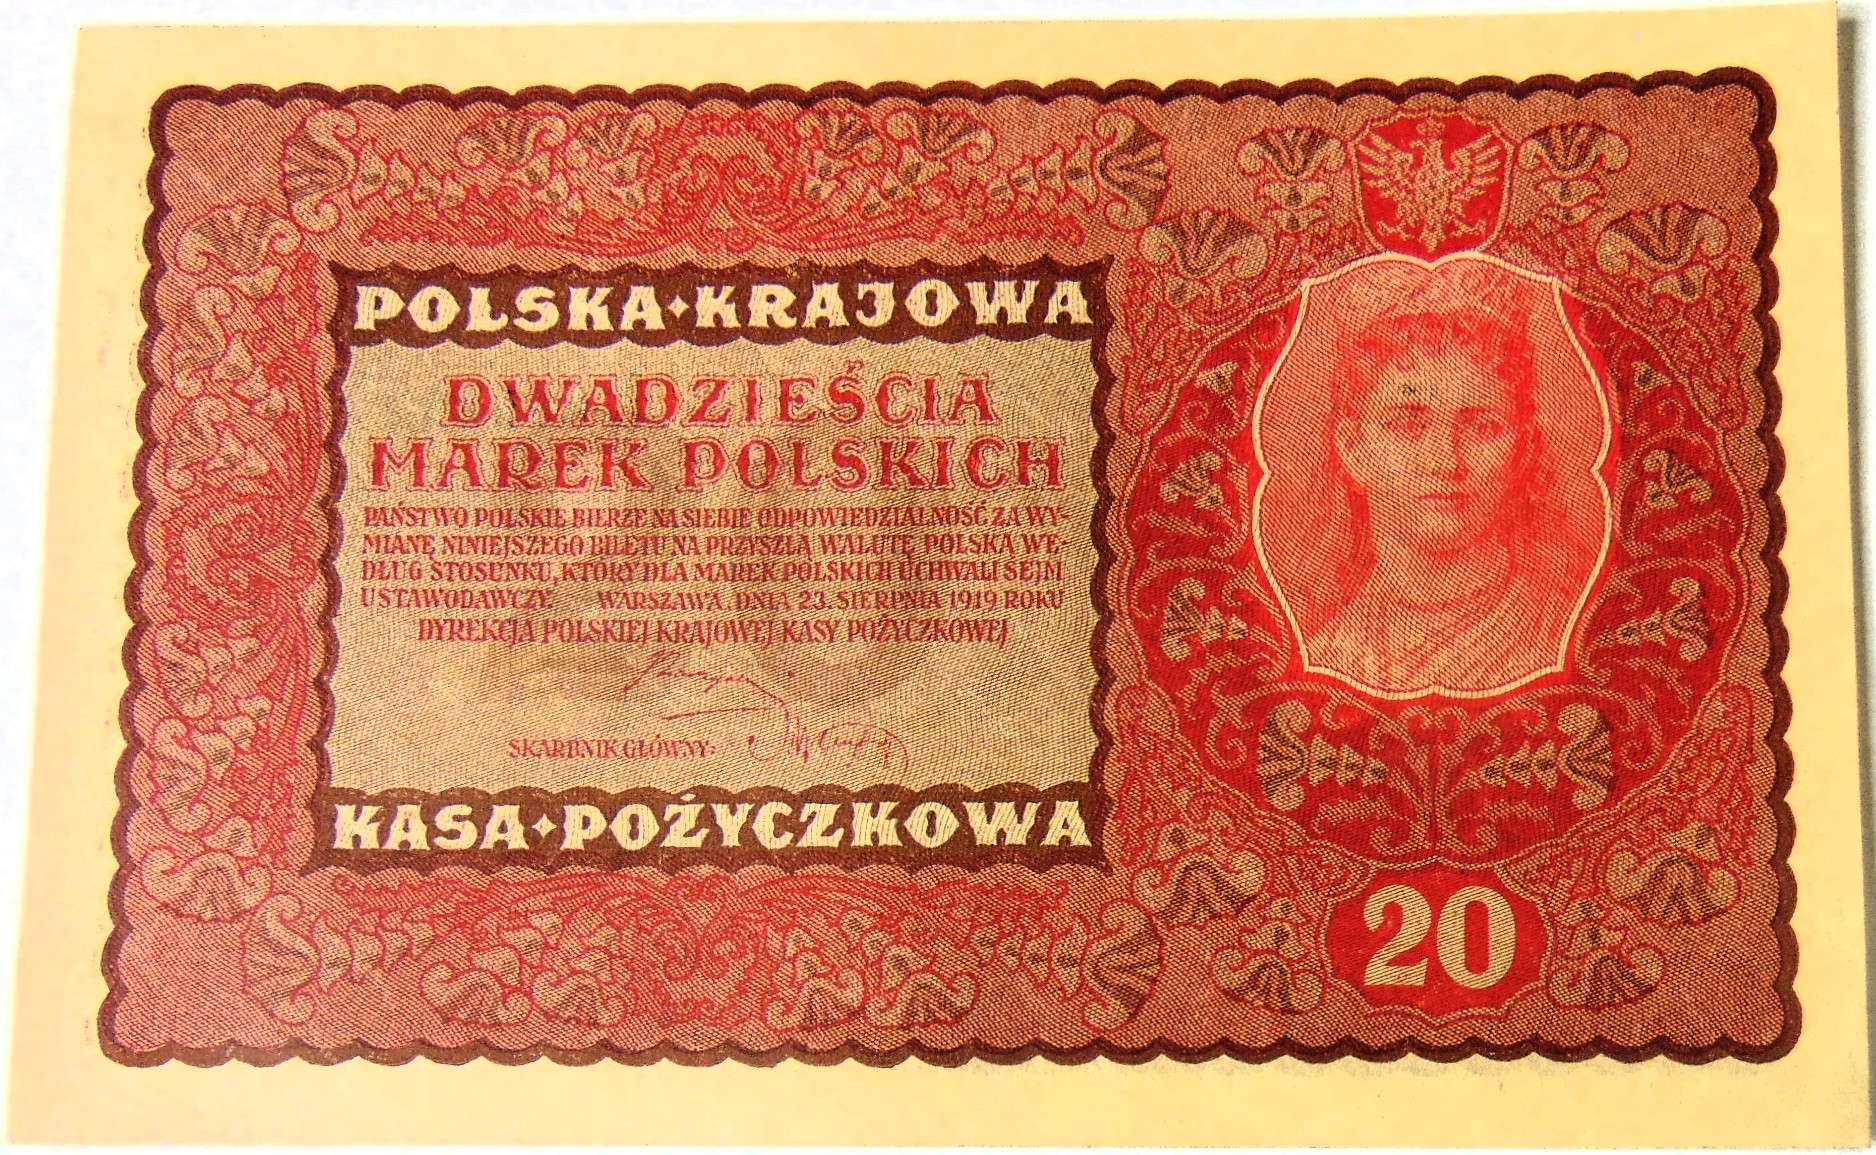 POLSKA·KRAJOWA
DWADZIEŚCIA
MAREK POLSKICH
PAŃSTWO POLSKIE BIERZE NA SIEBIE ODPOWIEDZIALNOŚĆ ZA WY-
MIANĘ NINIEJSZEGO BILETU NA PRZYSZŁĄ WALUTĘ POLSKĄ WE-
DŁUG STOSUNKU, KTÓRY DLA MAREK POLSKICH UCHWALI SEJM
USTAWODAWCZY. WARSZAWA, DNIA 23. SIERPNIA 1919 ROKU
DYREKCJA POLSKIEJ KRAJOWEJ KASY POŻYCZKOWEJ
SKARBNIK GŁÓWNY:
KASA·POŻYCZKOWA
20